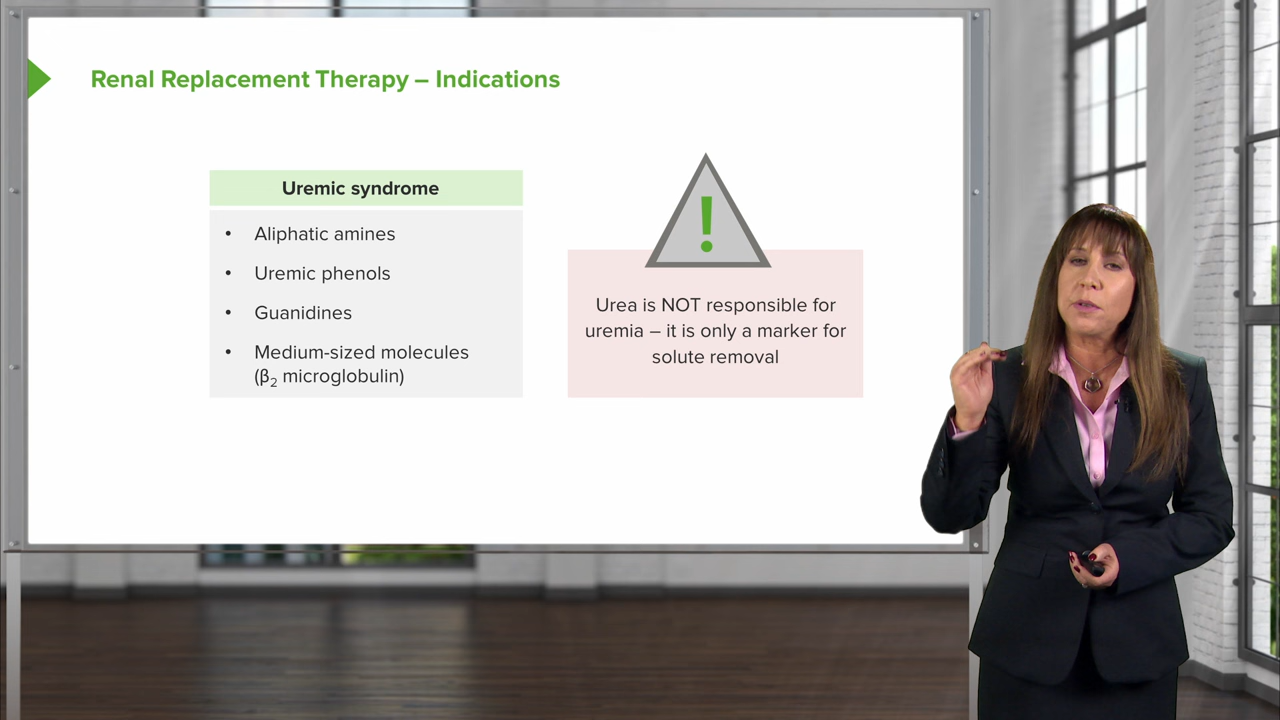 Renal Replacement Therapy – Indications
Uremic syndrome
• Aliphatic amines
• Uremic phenols
• Guanidines
• Medium-sized molecules
(β₂ microglobulin)
!
Urea is NOT responsible for
uremia – it is only a marker for
solute removal